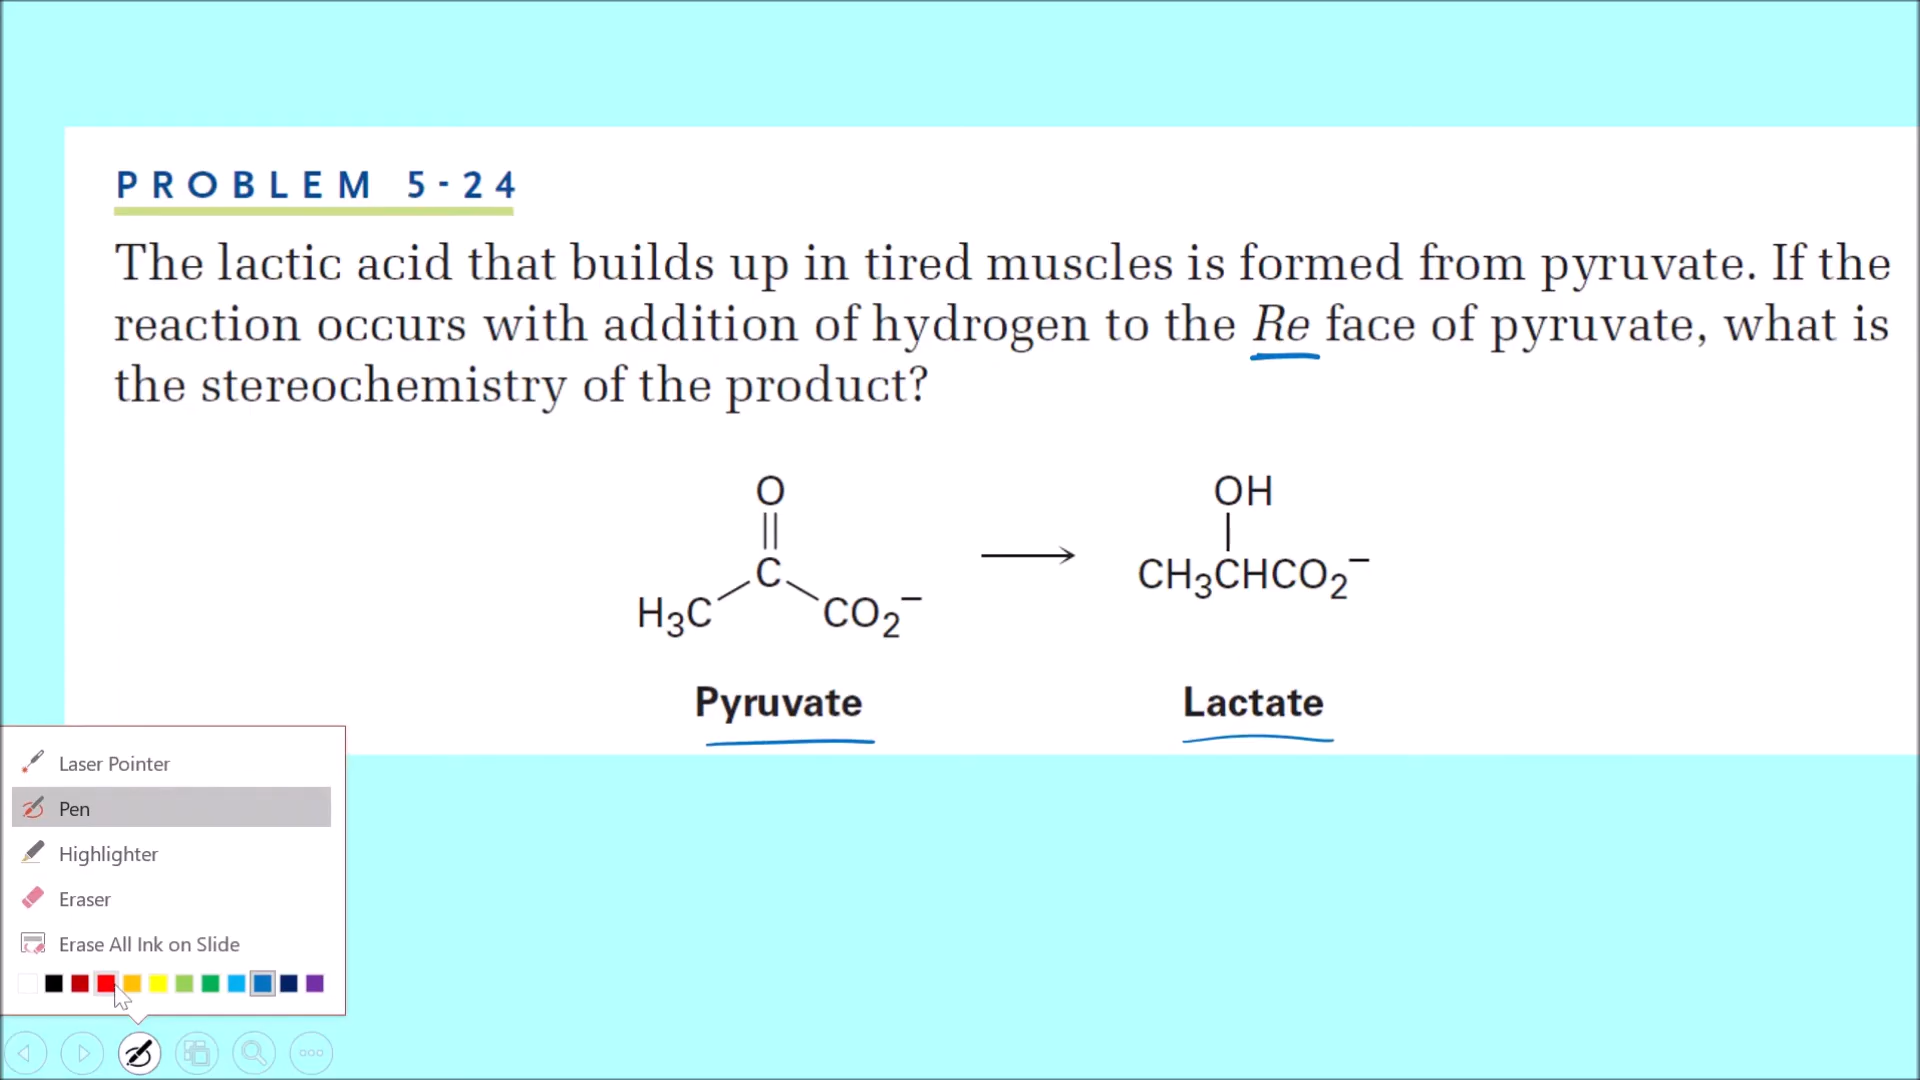 PROBLEM 5-24
The lactic acid that builds up in tired muscles is formed from pyruvate. If the
reaction occurs with addition of hydrogen to the Re face of pyruvate, what is
the stereochemistry of the product?
O
C
H₃C CO₂⁻
OH
CH₃CHCO₂⁻
Pyruvate
Lactate
Laser Pointer
Pen
Highlighter
Eraser
Erase All Ink on Slide